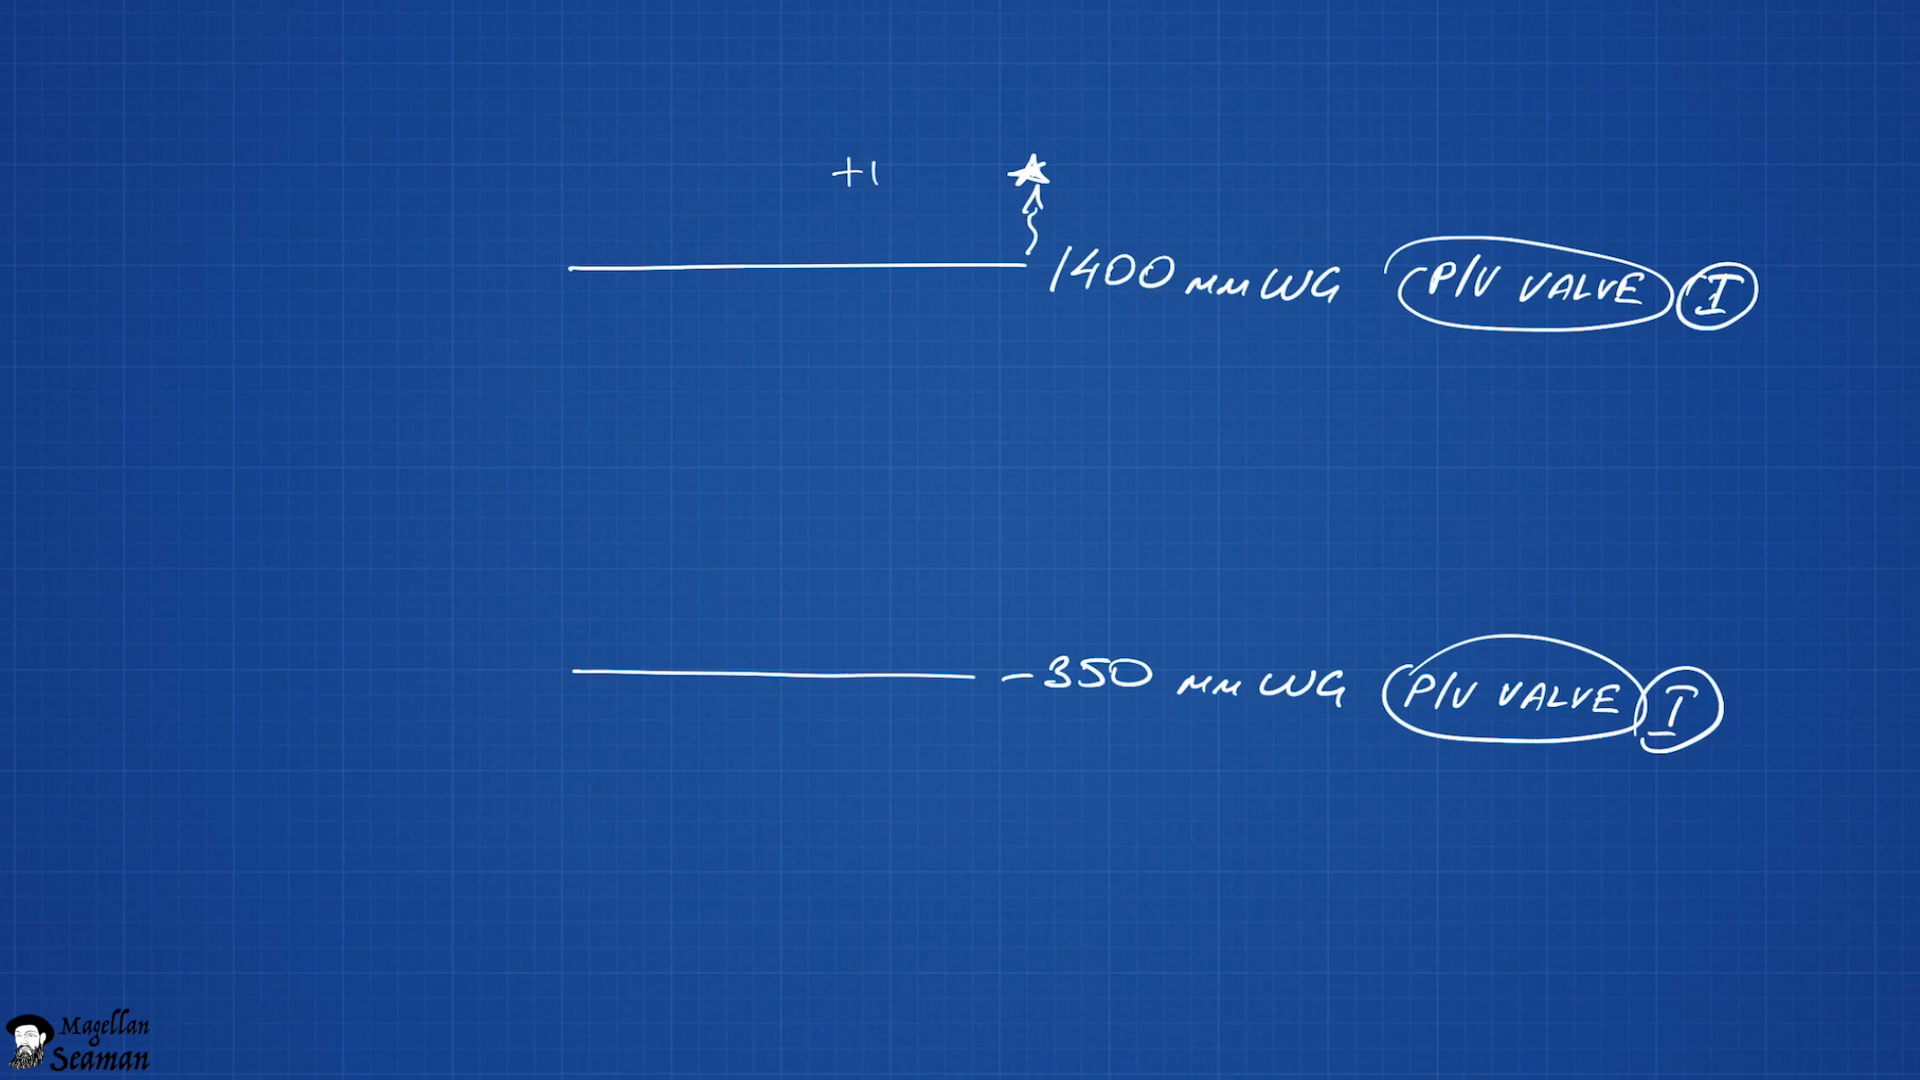 +1
1400 mm WG P/V VALVE I
-350 mm WG P/V VALVE I
Magellan
Seaman